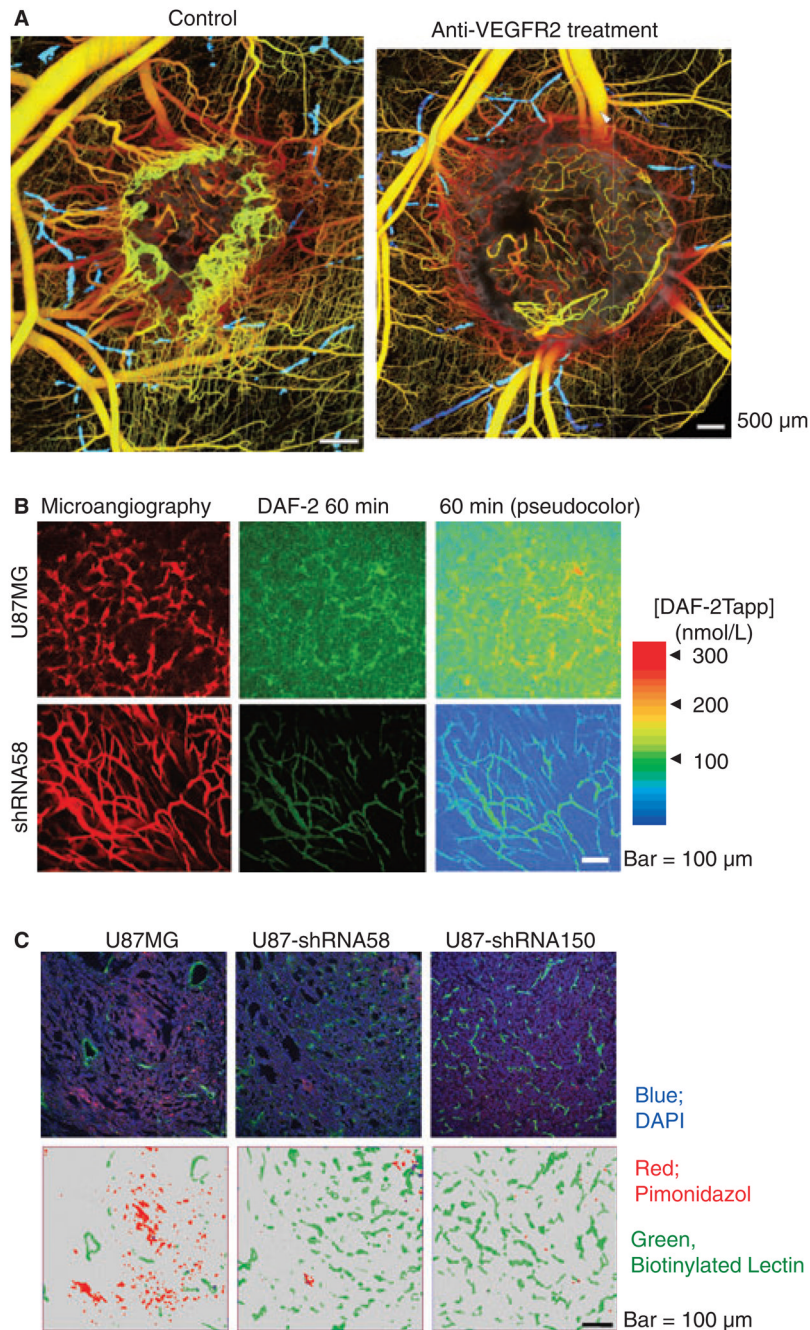 A
Control
Anti-VEGFR2 treatment
500 µm
B
Microangiography
DAF-2 60 min
60 min (pseudocolor)
U87MG
shRNA58
[DAF-2Tapp]
(nmol/L)
300
200
100
Bar = 100 µm
C
U87MG
U87-shRNA58
U87-shRNA150
Blue;
DAPI
Red;
Pimonidazol
Green,
Biotinylated Lectin
Bar = 100 µm